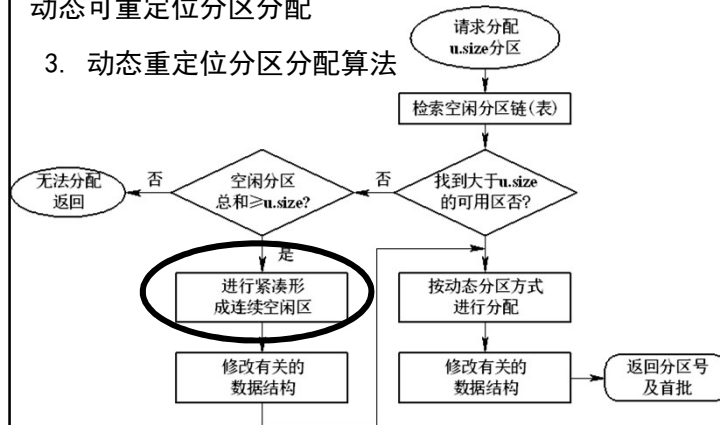 动态可重定位分区分配
3. 动态重定位分区分配算法
请求分配
u.size分区
检索空闲分区链(表)
找到大于u.size
的可用区否?
否
空闲分区
总和≥u.size?
否
无法分配
返回
是
进行紧凑形
成连续空闲区
修改有关的
数据结构
按动态分区方式
进行分配
修改有关的
数据结构
返回分区号
及首批